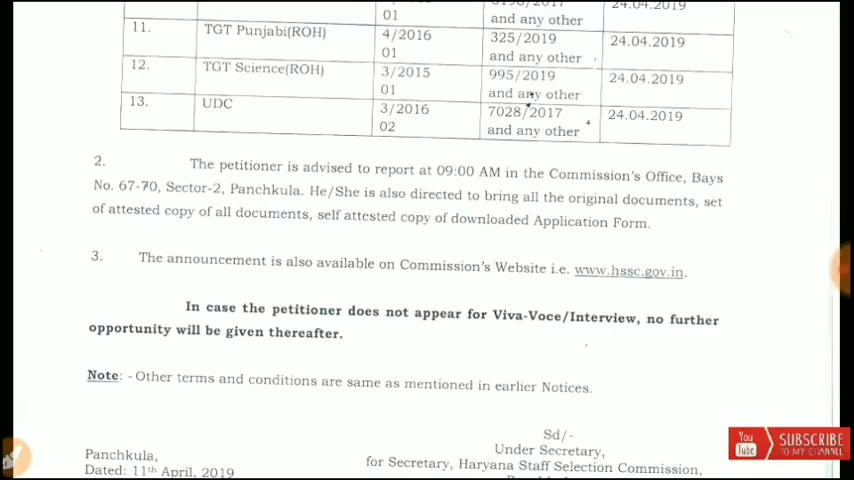 01
and any other
24.04.2019
11.
TGT Punjabi(ROH)
4/2016
325/2019
24.04.2019
01
and any other
12.
TGT Science(ROH)
3/2015
995/2019
24.04.2019
01
and any other
13.
UDC
3/2016
7028/2017
24.04.2019
02
and any other
2. The petitioner is advised to report at 09:00 AM in the Commission's Office, Bays
No. 67-70, Sector-2, Panchkula. He/She is also directed to bring all the original documents, set
of attested copy of all documents, self attested copy of downloaded Application Form.
3. The announcement is also available on Commission's Website i.e. www.hssc.gov.in.
In case the petitioner does not appear for Viva-Voce/Interview, no further
opportunity will be given thereafter.
Note: - Other terms and conditions are same as mentioned in earlier Notices.
Sd/-
Under Secretary,
for Secretary, Haryana Staff Selection Commission,
Panchkula,
Dated: 11th April, 2019
You Tube
SUBSCRIBE
TO MY CHANNEL